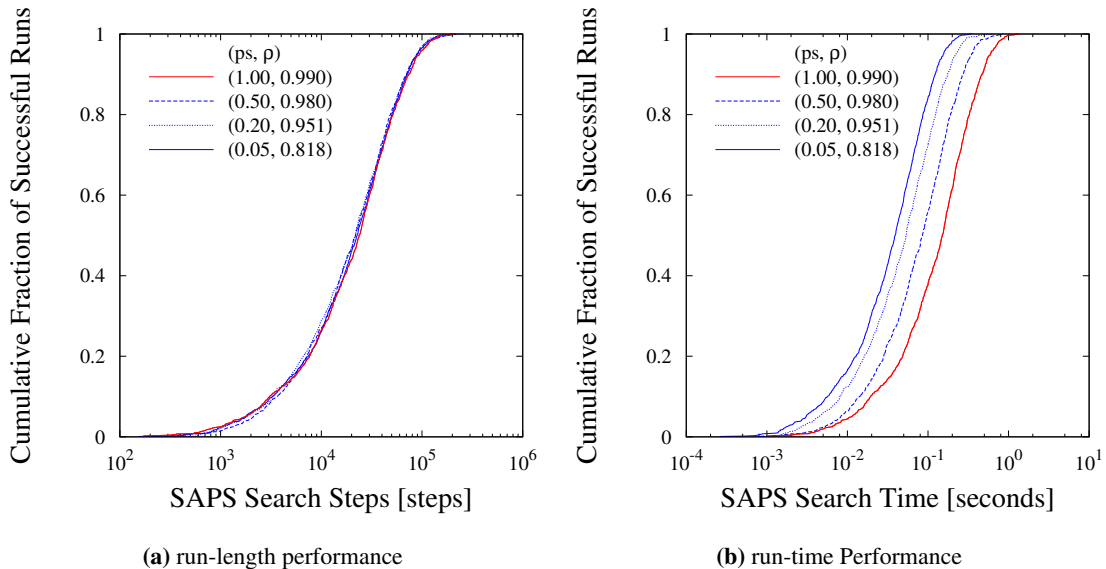 Cumulative Fraction of Successful Runs
1
0.8
0.6
0.4
0.2
0
(ps, ρ)
(1.00, 0.990)
(0.50, 0.980)
(0.20, 0.951)
(0.05, 0.818)
10² 10³ 10⁴ 10⁵ 10⁶
SAPS Search Steps [steps]
(a) run-length performance
Cumulative Fraction of Successful Runs
1
0.8
0.6
0.4
0.2
0
(ps, ρ)
(1.00, 0.990)
(0.50, 0.980)
(0.20, 0.951)
(0.05, 0.818)
10⁻⁴ 10⁻³ 10⁻² 10⁻¹ 10⁰ 10¹
SAPS Search Time [seconds]
(b) run-time Performance